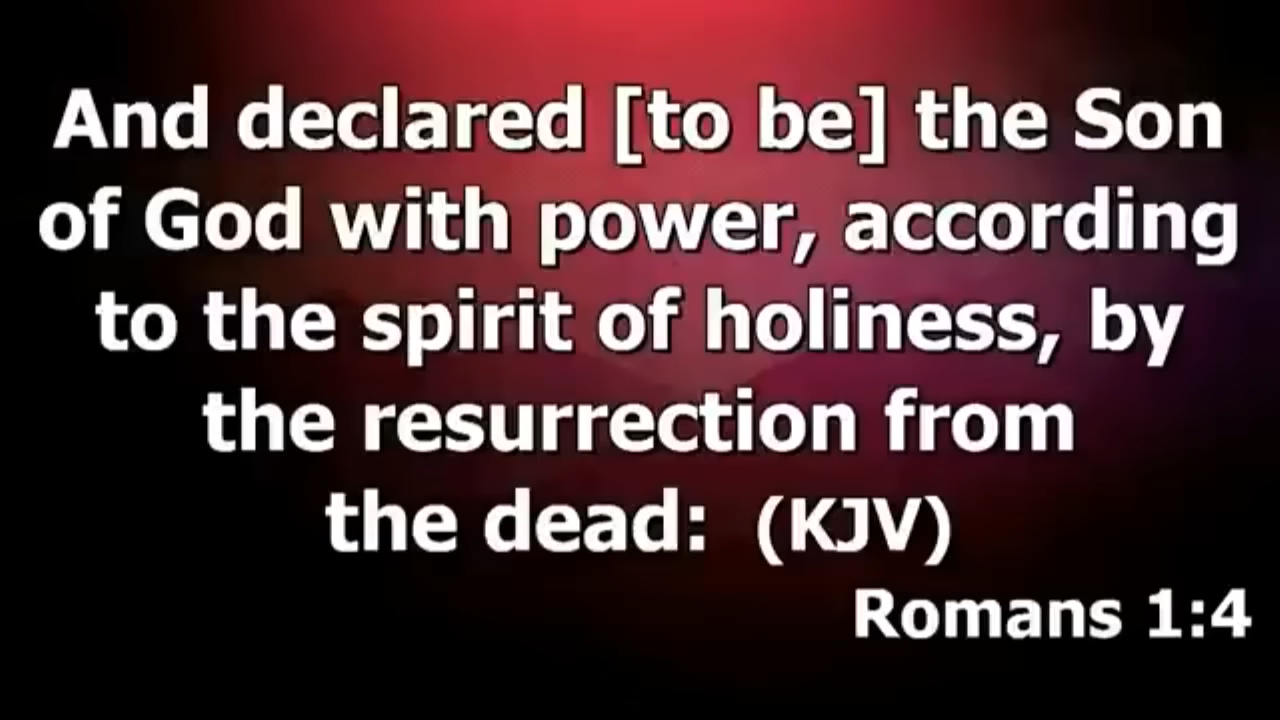 And declared [to be] the Son
of God with power, according
to the spirit of holiness, by
the resurrection from
the dead:  (KJV)
Romans 1:4